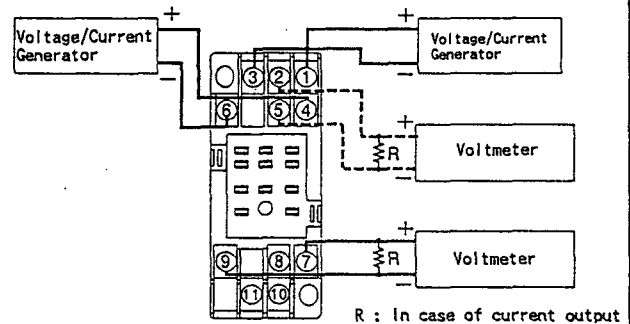 +
+
Voltage/Current
Generator
Voltage/Current
Generator
−
−
③ ② ①
⑥ ⑤ ④
+
R
Voltmeter
−
+
⑨ ⑧ ⑦
R
Voltmeter
−
⑪ ⑩
R : In case of current output